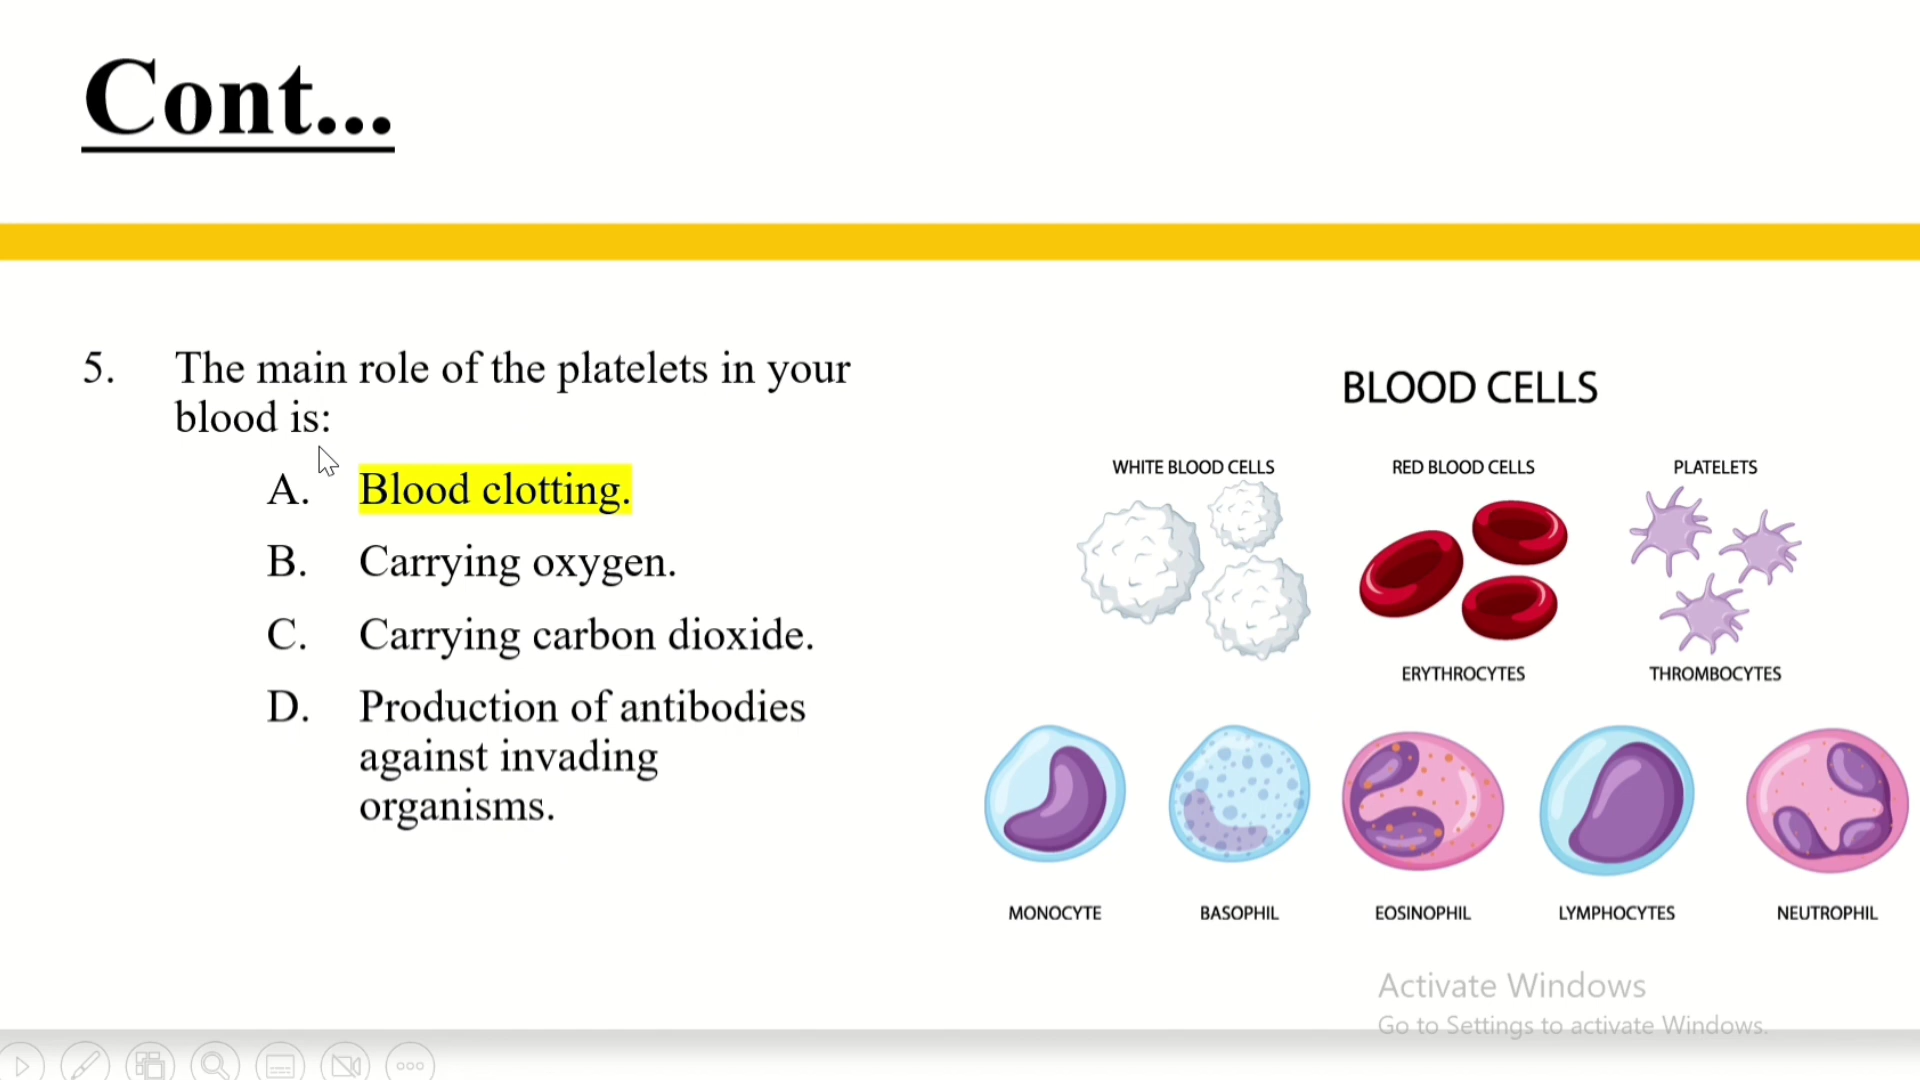 Cont...
5. The main role of the platelets in your
blood is:
A. Blood clotting.
B. Carrying oxygen.
C. Carrying carbon dioxide.
D. Production of antibodies
against invading
organisms.
BLOOD CELLS
WHITE BLOOD CELLS
RED BLOOD CELLS
PLATELETS
ERYTHROCYTES
THROMBOCYTES
MONOCYTE
BASOPHIL
EOSINOPHIL
LYMPHOCYTES
NEUTROPHIL
Activate Windows
Go to Settings to activate Windows.